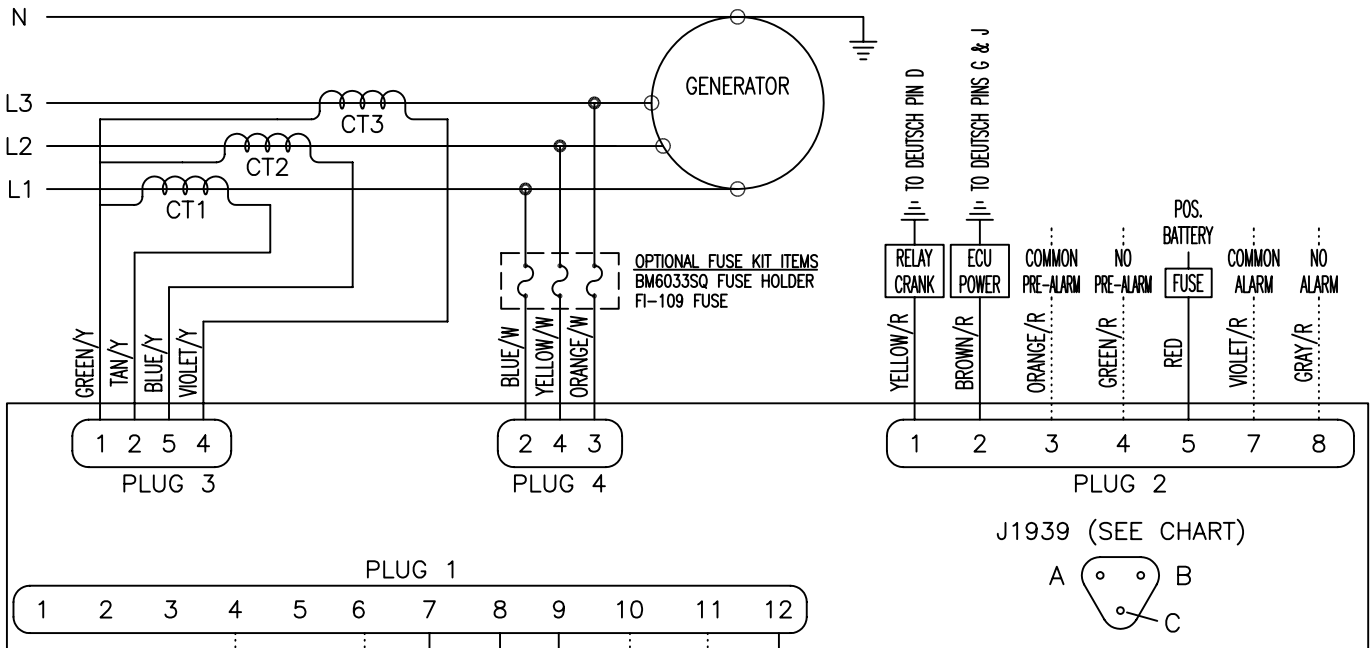 N
L3
L2
L1
CT3
CT2
CT1
GENERATOR
OPTIONAL FUSE KIT ITEMS
BM6033SQ FUSE HOLDER
FI-109 FUSE
GREEN/Y
TAN/Y
BLUE/Y
VIOLET/Y
1 2 5 4
PLUG 3
BLUE/W
YELLOW/W
ORANGE/W
2 4 3
PLUG 4
TO DEUTSCH PIN D
TO DEUTSCH PINS G & J
RELAY
CRANK
ECU
POWER
COMMON
PRE-ALARM
NO
PRE-ALARM
POS.
BATTERY
FUSE
COMMON
ALARM
NO
ALARM
YELLOW/R
BROWN/R
ORANGE/R
GREEN/R
RED
VIOLET/R
GRAY/R
1 2 3 4 5 7 8
PLUG 2
J1939 (SEE CHART)
A B
C
PLUG 1
1 2 3 4 5 6 7 8 9 10 11 12